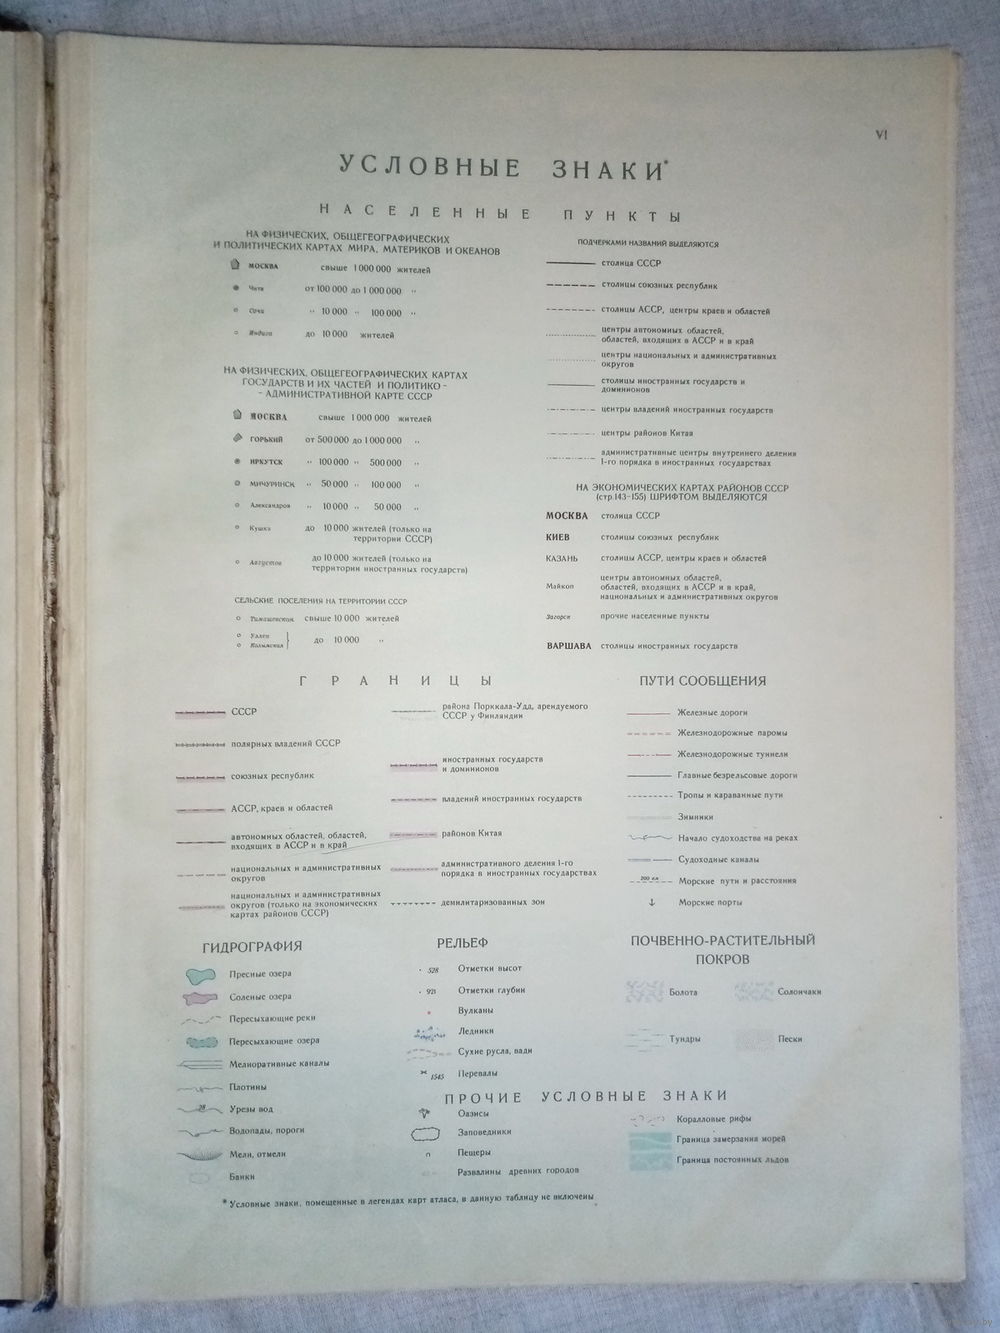 VI
УСЛОВНЫЕ ЗНАКИ*
НАСЕЛЕННЫЕ ПУНКТЫ
НА ФИЗИЧЕСКИХ, ОБЩЕГЕОГРАФИЧЕСКИХ
И ПОЛИТИЧЕСКИХ КАРТАХ МИРА, МАТЕРИКОВ И ОКЕАНОВ
МОСКВА свыше 1 000 000 жителей
Чита от 100 000 до 1 000 000 "
Сочи " 10 000 " 100 000 "
Индига до 10 000 жителей
НА ФИЗИЧЕСКИХ, ОБЩЕГЕОГРАФИЧЕСКИХ КАРТАХ
ГОСУДАРСТВ И ИХ ЧАСТЕЙ И ПОЛИТИКО-
-АДМИНИСТРАТИВНОЙ КАРТЕ СССР
МОСКВА свыше 1 000 000 жителей
ГОРЬКИЙ от 500 000 до 1 000 000 "
ИРКУТСК " 100 000 " 500 000 "
МИЧУРИНСК " 50 000 " 100 000 "
Александров " 10 000 " 50 000 "
Кушка до 10 000 жителей (только на
территории СССР)
Августов до 10 000 жителей (только на
территории иностранных государств)
СЕЛЬСКИЕ ПОСЕЛЕНИЯ НА ТЕРРИТОРИИ СССР
Тимашевская свыше 10 000 жителей
Уэлен
до 10 000 "
ПОДЧЕРКАМИ НАЗВАНИЙ ВЫДЕЛЯЮТСЯ
столица СССР
столицы союзных республик
столицы АССР, центры краев и областей
центры автономных областей,
областей, входящих в АССР и в край
центры национальных и административных
округов
столицы иностранных государств и
доминионов
центры владений иностранных государств
центры районов Китая
административные центры внутреннего деления
1-го порядка в иностранных государствах
НА ЭКОНОМИЧЕСКИХ КАРТАХ РАЙОНОВ СССР
(стр. 143-155) ШРИФТОМ ВЫДЕЛЯЮТСЯ
МОСКВА столица СССР
КИЕВ столицы союзных республик
КАЗАНЬ столицы АССР, центры краев и областей
Майкоп центры автономных областей,
областей, входящих в АССР и в край,
национальных и административных округов
Загорск прочие населенные пункты
ВАРШАВА столицы иностранных государств
ГРАНИЦЫ
СССР
полярных владений СССР
союзных республик
АССР, краев и областей
автономных областей, областей,
входящих в АССР и в край
национальных и административных
округов
национальных и административных
округов (только на экономических
картах районов СССР)
района Порккала-Удд, арендуемого
СССР у Финляндии
иностранных государств
и доминионов
владений иностранных государств
районов Китая
административного деления 1-го
порядка в иностранных государствах
демилитаризованных зон
ПУТИ СООБЩЕНИЯ
Железные дороги
Железнодорожные паромы
Железнодорожные туннели
Главные безрельсовые дороги
Тропы и караванные пути
Зимники
Начало судоходства на реках
Судоходные каналы
200 км Морские пути и расстояния
Морские порты
ГИДРОГРАФИЯ
Пресные озера
Соленые озера
Пересыхающие реки
Пересыхающие озера
Мелиоративные каналы
Плотины
28 Урезы вод
Водопады, пороги
Мели, отмели
Банки
РЕЛЬЕФ
528 Отметки высот
921 Отметки глубин
Вулканы
Ледники
Сухие русла, вади
1545 Перевалы
ПОЧВЕННО-РАСТИТЕЛЬНЫЙ
ПОКРОВ
Болота
Солончаки
Тундры
Пески
ПРОЧИЕ УСЛОВНЫЕ ЗНАКИ
Оазисы
Заповедники
Пещеры
Развалины древних городов
Коралловые рифы
Граница замерзания морей
Граница постоянных льдов
* Условные знаки, помещенные в легендах карт атласа, в данную таблицу не включены